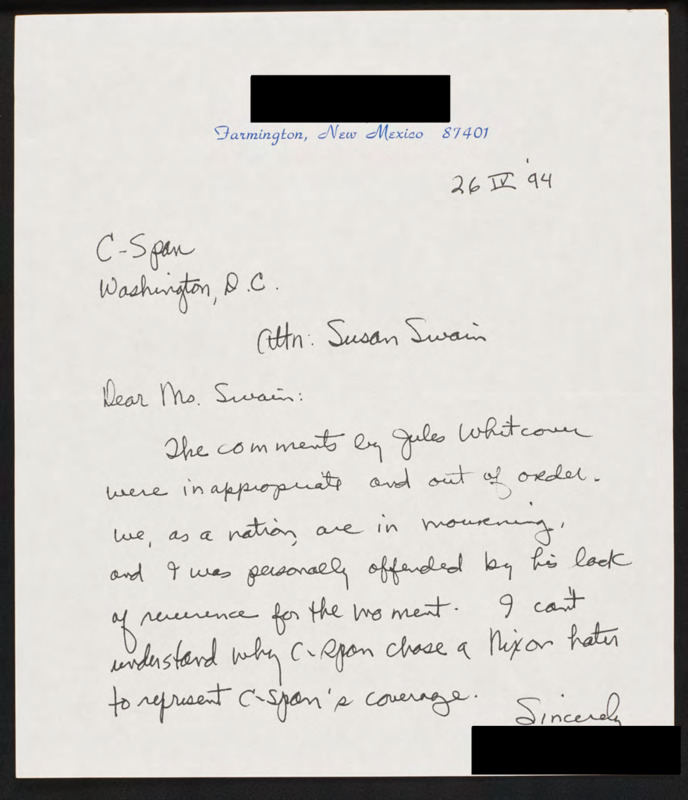 Farmington, New Mexico 87401
26 IV '94
C-Span
Washington, D.C.
Attn: Susan Swain
Dear Ms. Swain:
The comments by Jules Whitcover
were inappropriate and out of order.
We, as a nation, are in mourning,
and I was personally offended by his lack
of reverence for the moment. I can't
understand why C-Span chose a Nixon hater
to represent C-Span's coverage.
Sincerely